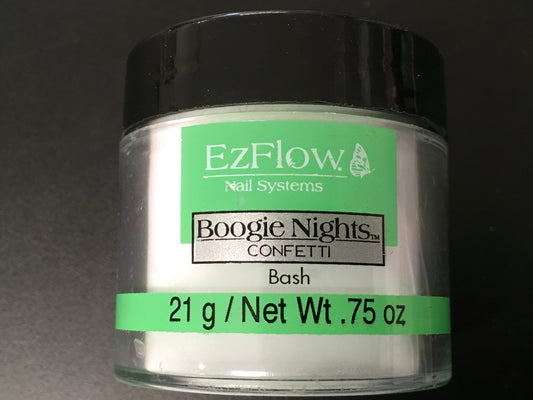 EzFlow.
Nail Systems
Boogie Nights™
CONFETTI
Bash
21 g / Net Wt .75 oz